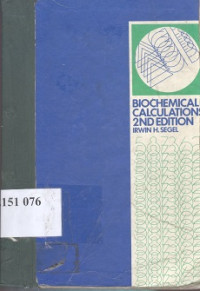 BIOCHEMICAL
CALCULATIONS
2ND EDITION
IRWIN H. SEGEL
151 076